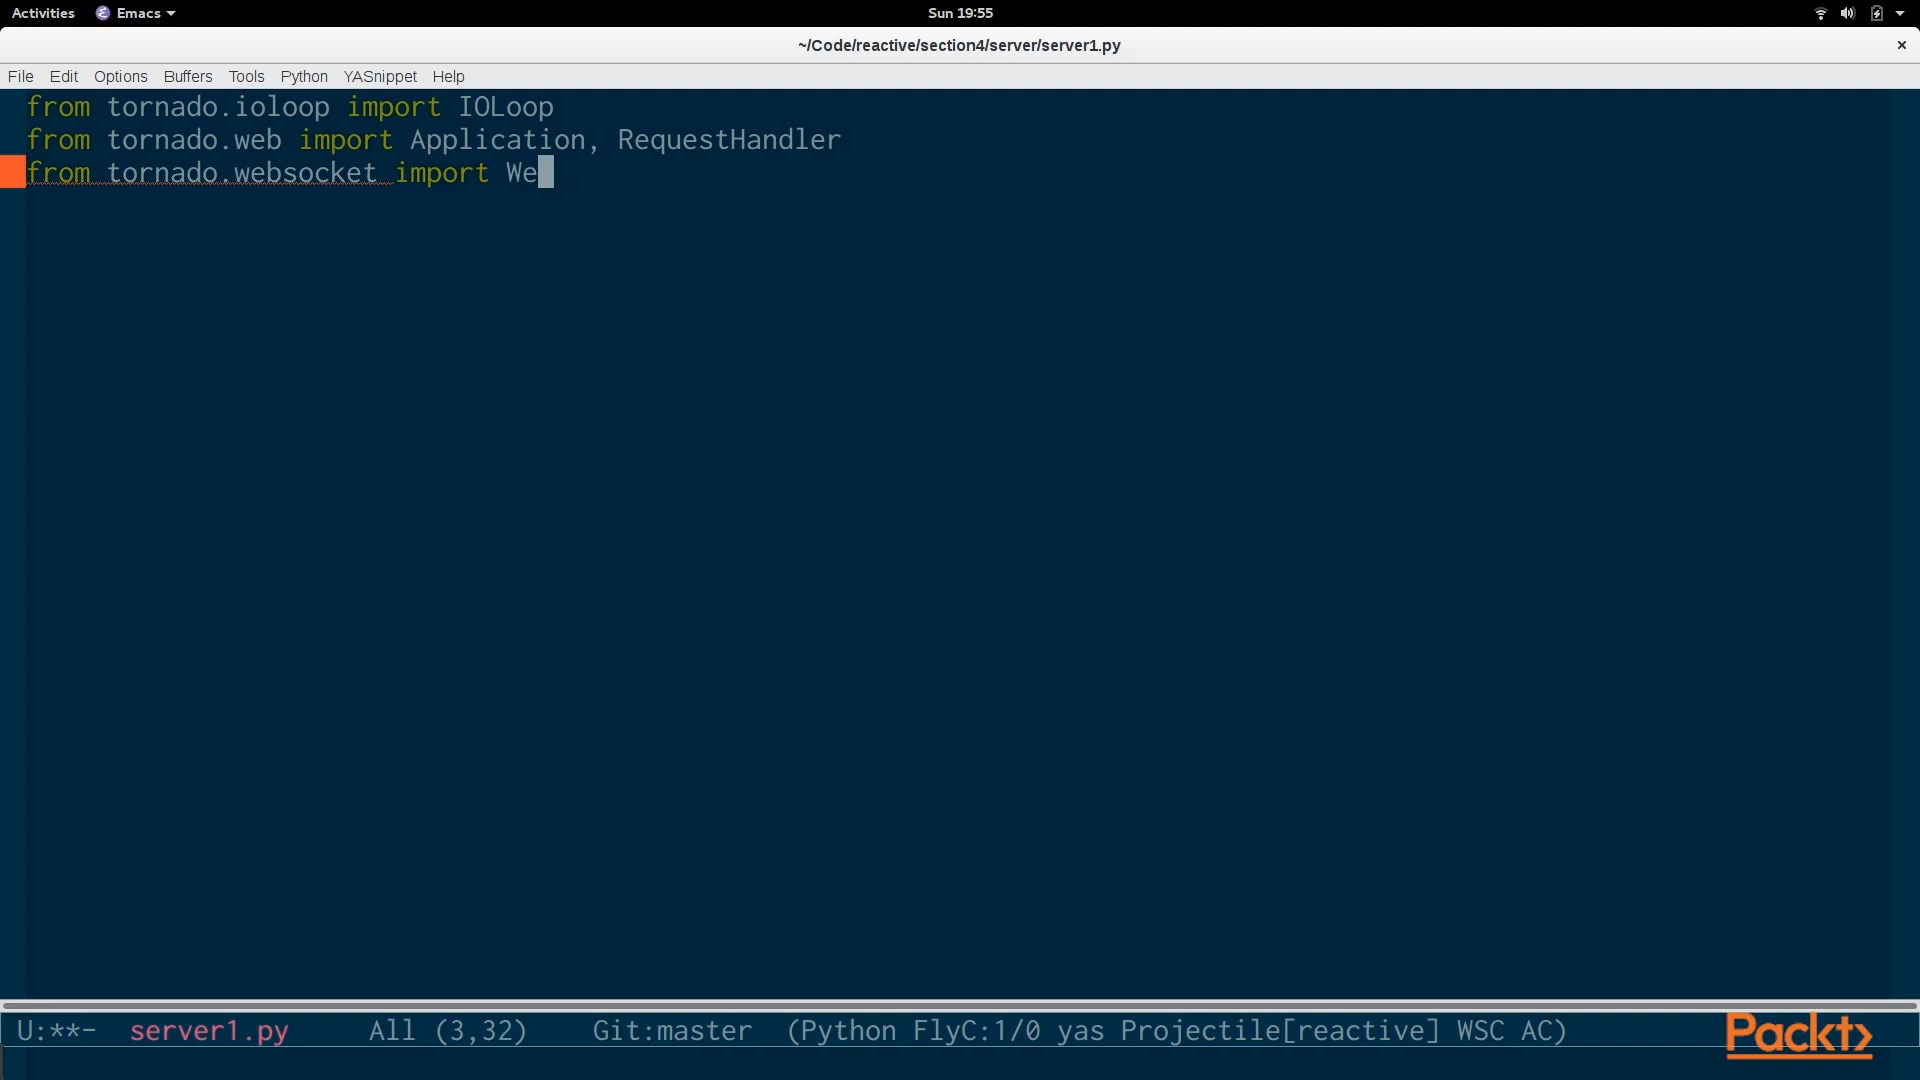 Activities Emacs Sun 19:55
~/Code/reactive/section4/server/server1.py ×
File Edit Options Buffers Tools Python YASnippet Help
from tornado.ioloop import IOLoop
from tornado.web import Application, RequestHandler
from tornado.websocket import We
U:**- server1.py All (3,32) Git:master (Python FlyC:1/0 yas Projectile[reactive] WSC AC)
Packt>